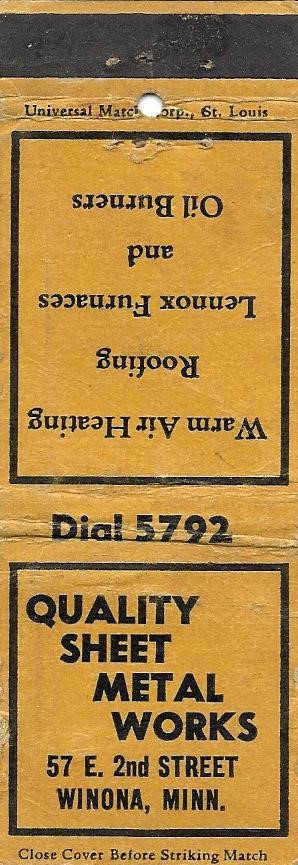 Universal Match Corp., St. Louis
Warm Air Heating
Roofing
Lennox Furnaces
and
Oil Burners
Dial 5792
QUALITY
SHEET
METAL
WORKS
57 E. 2nd STREET
WINONA, MINN.
Close Cover Before Striking Match